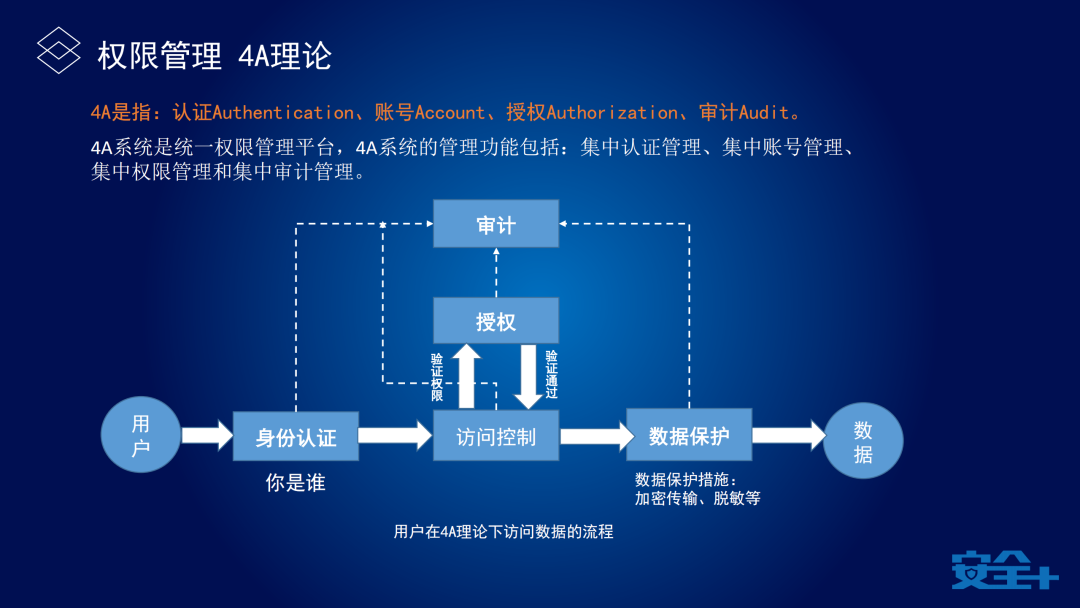 权限管理 4A理论
4A是指：认证Authentication、账号Account、授权Authorization、审计Audit。
4A系统是统一权限管理平台，4A系统的管理功能包括：集中认证管理、集中账号管理、
集中权限管理和集中审计管理。
审计
授权
验证权限
验证通过
用户
身份认证
访问控制
数据保护
数据
你是谁
数据保护措施：
加密传输、脱敏等
用户在4A理论下访问数据的流程
安全+